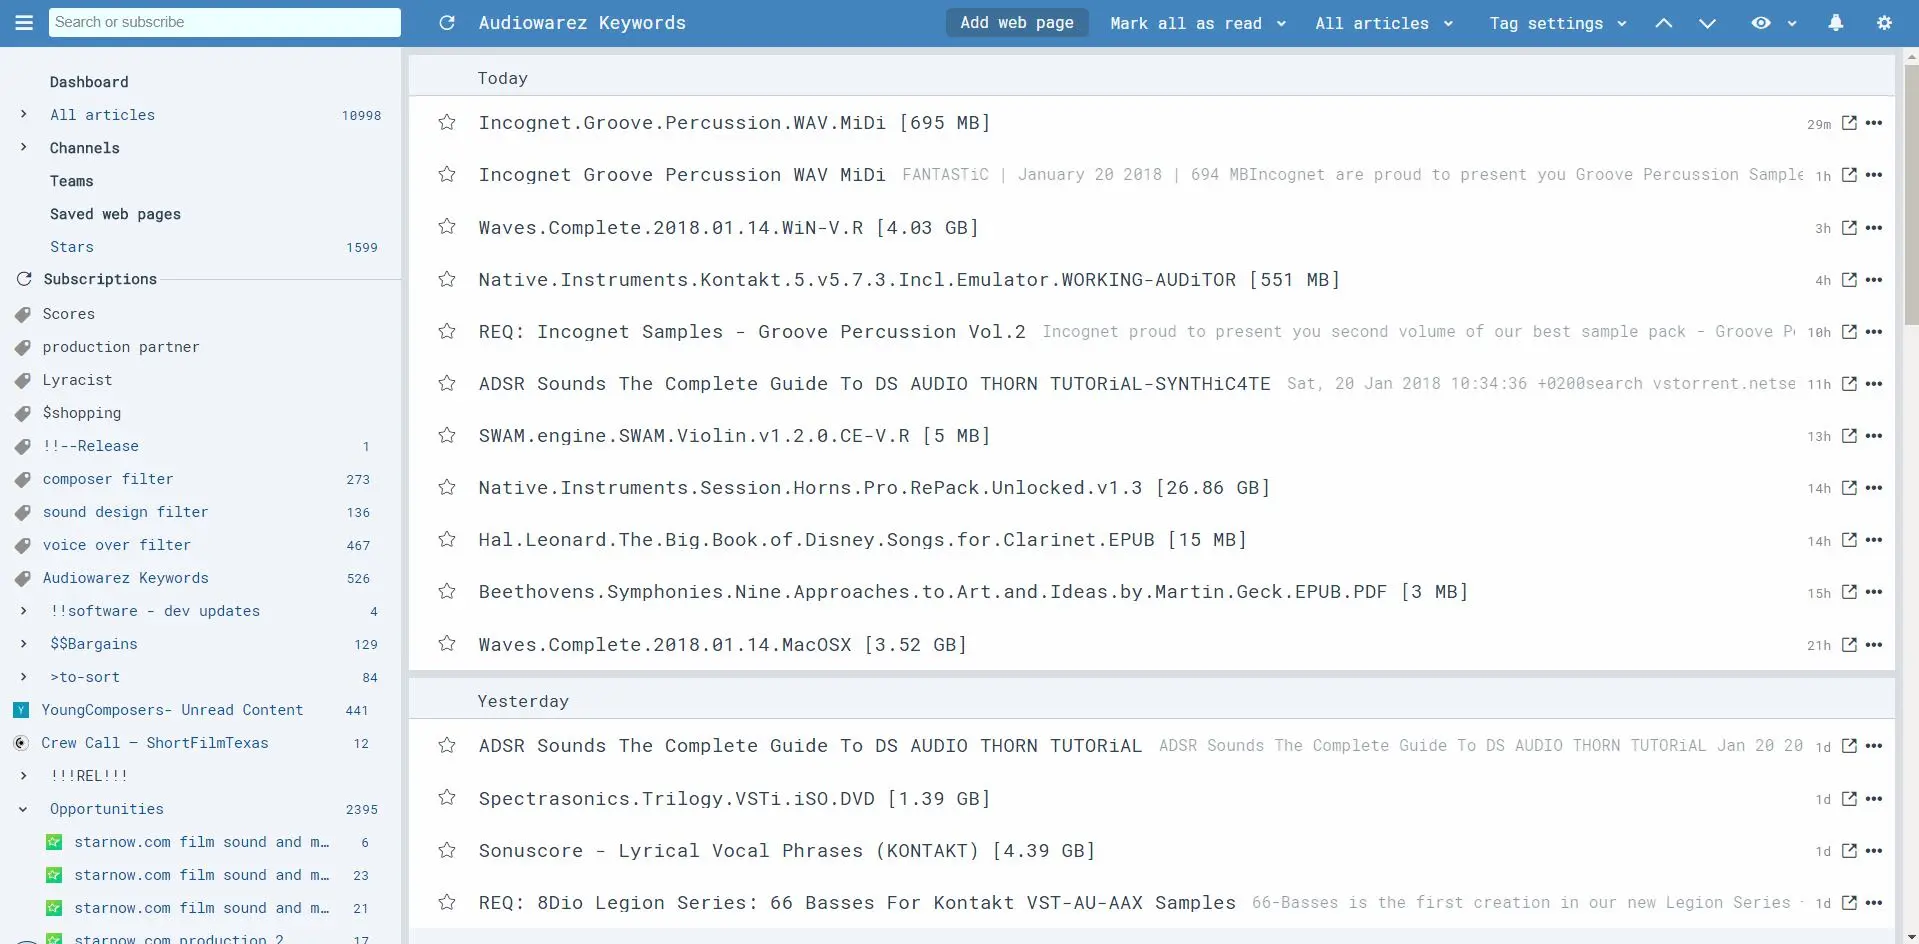 Search or subscribe
Audiowarez Keywords
Add web page
Mark all as read
All articles
Tag settings
Dashboard
All articles 10998
Channels
Teams
Saved web pages
Stars 1599
Subscriptions
Scores
production partner
Lyracist
$shopping
!!--Release 1
composer filter 273
sound design filter 136
voice over filter 467
Audiowarez Keywords 526
!!software - dev updates 4
$$Bargains 129
>to-sort 84
Y YoungComposers- Unread Content 441
Crew Call – ShortFilmTexas 12
!!!REL!!!
Opportunities 2395
starnow.com film sound and m… 6
starnow.com film sound and m… 23
starnow.com film sound and m… 21
starnow.com production 2 17
Today
Incognet.Groove.Percussion.WAV.MiDi [695 MB] 29m
Incognet Groove Percussion WAV MiDi FANTASTiC | January 20 2018 | 694 MBIncognet are proud to present you Groove Percussion Sample 1h
Waves.Complete.2018.01.14.WiN-V.R [4.03 GB] 3h
Native.Instruments.Kontakt.5.v5.7.3.Incl.Emulator.WORKING-AUDiTOR [551 MB] 4h
REQ: Incognet Samples - Groove Percussion Vol.2 Incognet proud to present you second volume of our best sample pack - Groove P 10h
ADSR Sounds The Complete Guide To DS AUDIO THORN TUTORiAL-SYNTHiC4TE Sat, 20 Jan 2018 10:34:36 +0200search vstorrent.netse 11h
SWAM.engine.SWAM.Violin.v1.2.0.CE-V.R [5 MB] 13h
Native.Instruments.Session.Horns.Pro.RePack.Unlocked.v1.3 [26.86 GB] 14h
Hal.Leonard.The.Big.Book.of.Disney.Songs.for.Clarinet.EPUB [15 MB] 14h
Beethovens.Symphonies.Nine.Approaches.to.Art.and.Ideas.by.Martin.Geck.EPUB.PDF [3 MB] 15h
Waves.Complete.2018.01.14.MacOSX [3.52 GB] 21h
Yesterday
ADSR Sounds The Complete Guide To DS AUDIO THORN TUTORiAL ADSR Sounds The Complete Guide To DS AUDIO THORN TUTORiAL Jan 20 20 1d
Spectrasonics.Trilogy.VSTi.iSO.DVD [1.39 GB] 1d
Sonuscore - Lyrical Vocal Phrases (KONTAKT) [4.39 GB] 1d
REQ: 8Dio Legion Series: 66 Basses For Kontakt VST-AU-AAX Samples 66-Basses is the first creation in our new Legion Series - 1d